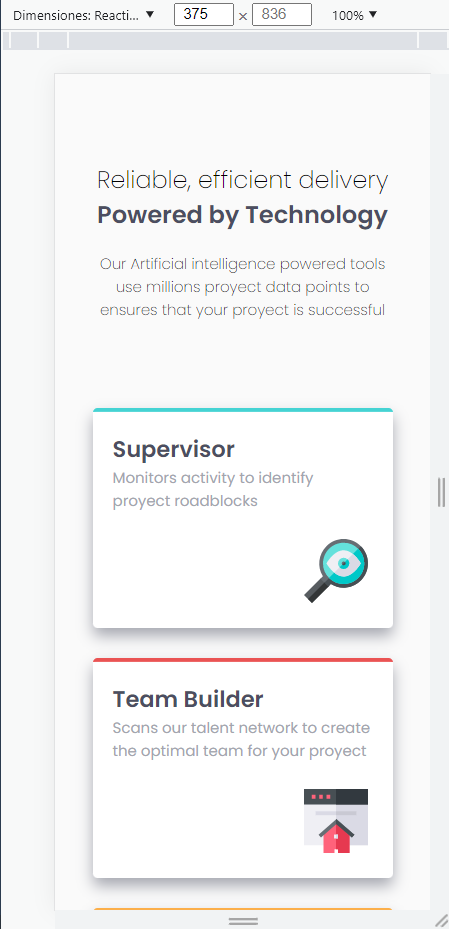 Dimensiones: Reacti... ▼ 375 × 836 100% ▼
Reliable, efficient delivery
Powered by Technology
Our Artificial intelligence powered tools
use millions proyect data points to
ensures that your proyect is successful
Supervisor
Monitors activity to identify
proyect roadblocks
Team Builder
Scans our talent network to create
the optimal team for your proyect